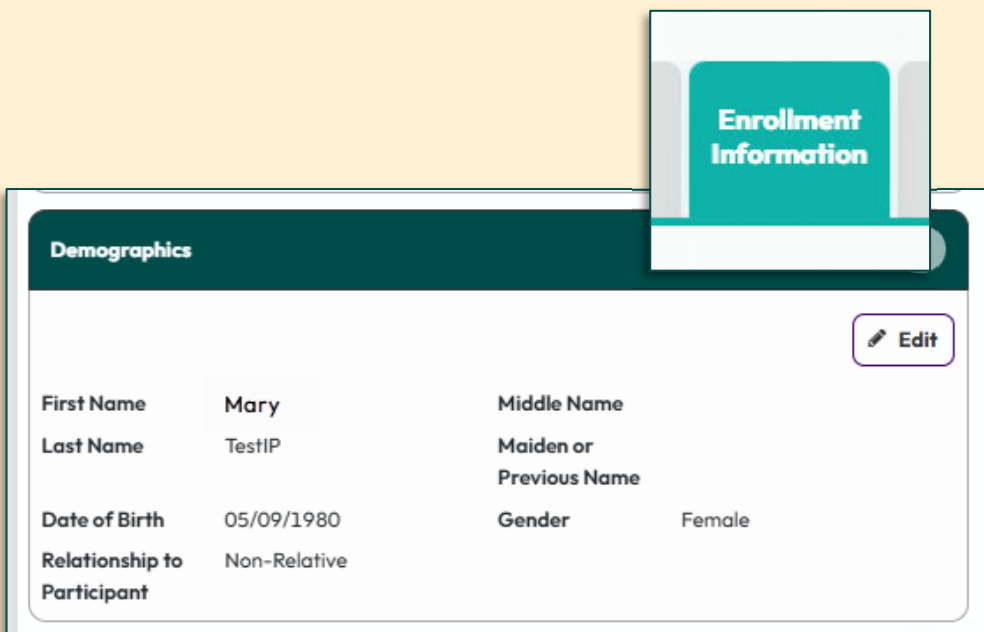 Enrollment
Information
Demographics
Edit
First Name Mary Middle Name
Last Name TestIP Maiden or
Previous Name
Date of Birth 05/09/1980 Gender Female
Relationship to Non-Relative
Participant